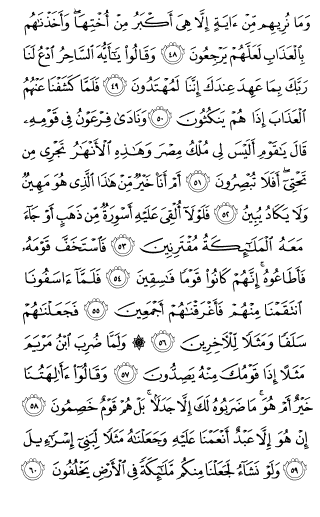 وَمَا نُرِيهِم مِّنْ ءَايَةٍ إِلَّا هِىَ أَكْبَرُ مِنْ أُخْتِهَا ۖ وَأَخَذْنَٰهُم
بِٱلْعَذَابِ لَعَلَّهُمْ يَرْجِعُونَ ٤٨ وَقَالُوا۟ يَٰٓأَيُّهَ ٱلسَّاحِرُ ٱدْعُ لَنَا
رَبَّكَ بِمَا عَهِدَ عِندَكَ إِنَّنَا لَمُهْتَدُونَ ٤٩ فَلَمَّا كَشَفْنَا عَنْهُمُ
ٱلْعَذَابَ إِذَا هُمْ يَنكُثُونَ ٥٠ وَنَادَىٰ فِرْعَوْنُ فِى قَوْمِهِۦ
قَالَ يَٰقَوْمِ أَلَيْسَ لِى مُلْكُ مِصْرَ وَهَٰذِهِ ٱلْأَنْهَٰرُ تَجْرِى مِن
تَحْتِىٓ ۖ أَفَلَا تُبْصِرُونَ ٥١ أَمْ أَنَا۠ خَيْرٌ مِّنْ هَٰذَا ٱلَّذِى هُوَ مَهِينٌ
وَلَا يَكَادُ يُبِينُ ٥٢ فَلَوْلَآ أُلْقِىَ عَلَيْهِ أَسْوِرَةٌ مِّن ذَهَبٍ أَوْ جَآءَ
مَعَهُ ٱلْمَلَٰٓئِكَةُ مُقْتَرِنِينَ ٥٣ فَٱسْتَخَفَّ قَوْمَهُۥ
فَأَطَاعُوهُ ۚ إِنَّهُمْ كَانُوا۟ قَوْمًا فَٰسِقِينَ ٥٤ فَلَمَّآ ءَاسَفُونَا
ٱنتَقَمْنَا مِنْهُمْ فَأَغْرَقْنَٰهُمْ أَجْمَعِينَ ٥٥ فَجَعَلْنَٰهُمْ
سَلَفًا وَمَثَلًا لِّلْءَاخِرِينَ ٥٦ ۞ وَلَمَّا ضُرِبَ ٱبْنُ مَرْيَمَ
مَثَلًا إِذَا قَوْمُكَ مِنْهُ يَصِدُّونَ ٥٧ وَقَالُوٓا۟ ءَأَٰلِهَتُنَا
خَيْرٌ أَمْ هُوَ ۚ مَا ضَرَبُوهُ لَكَ إِلَّا جَدَلًۢا ۚ بَلْ هُمْ قَوْمٌ خَصِمُونَ ٥٨
إِنْ هُوَ إِلَّا عَبْدٌ أَنْعَمْنَا عَلَيْهِ وَجَعَلْنَٰهُ مَثَلًا لِّبَنِىٓ إِسْرَٰٓءِيلَ
٥٩ وَلَوْ نَشَآءُ لَجَعَلْنَا مِنكُم مَّلَٰٓئِكَةً فِى ٱلْأَرْضِ يَخْلُفُونَ ٦٠